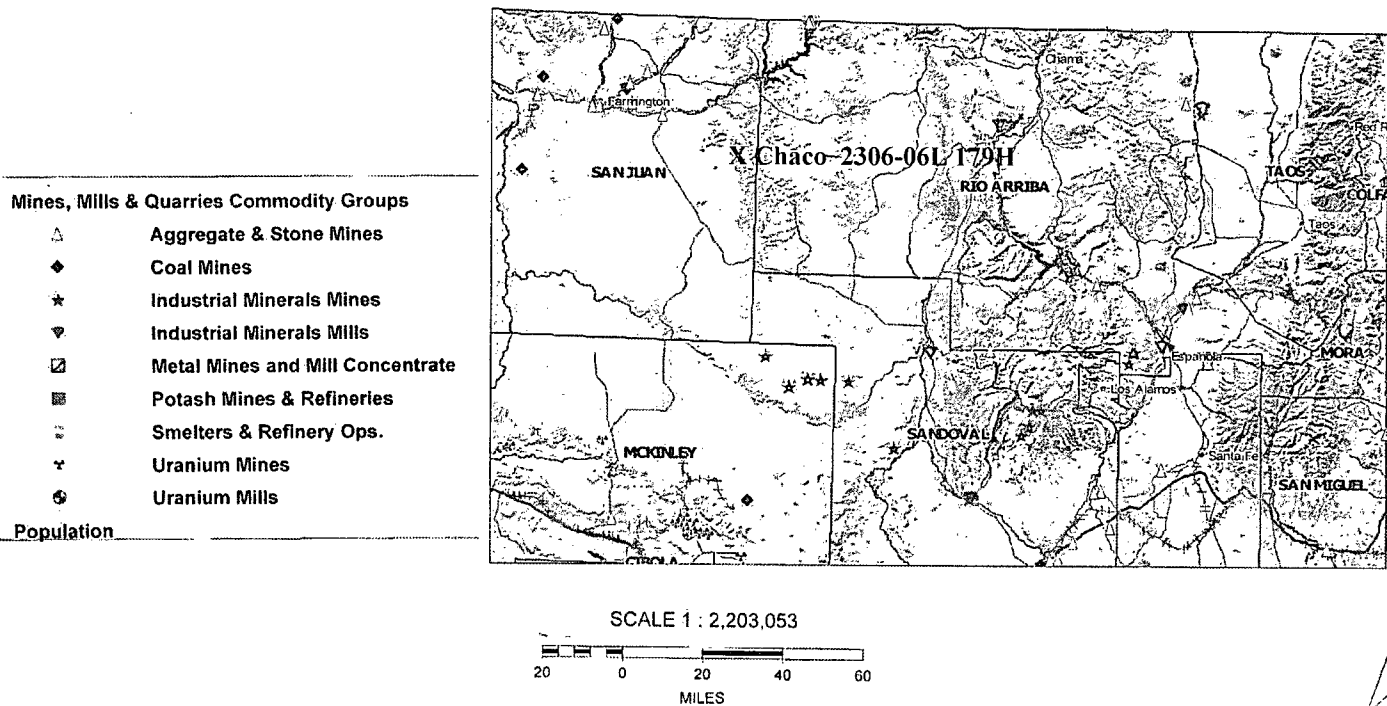 Mines, Mills & Quarries Commodity Groups
Aggregate & Stone Mines
Coal Mines
Industrial Minerals Mines
Industrial Minerals Mills
Metal Mines and Mill Concentrate
Potash Mines & Refineries
Smelters & Refinery Ops.
Uranium Mines
Uranium Mills
Population
Chama
Farmington
Red R
X Chaco 2306-06L 179H
SAN JUAN
RIO ARRIBA
TAOS
COLFA
Taos
MORA
Española
Los Alamos
SANDOVAL
MCKINLEY
Santa Fe
SAN MIGUEL
CIBOLA
SCALE 1 : 2,203,053
20 0 20 40 60
MILES